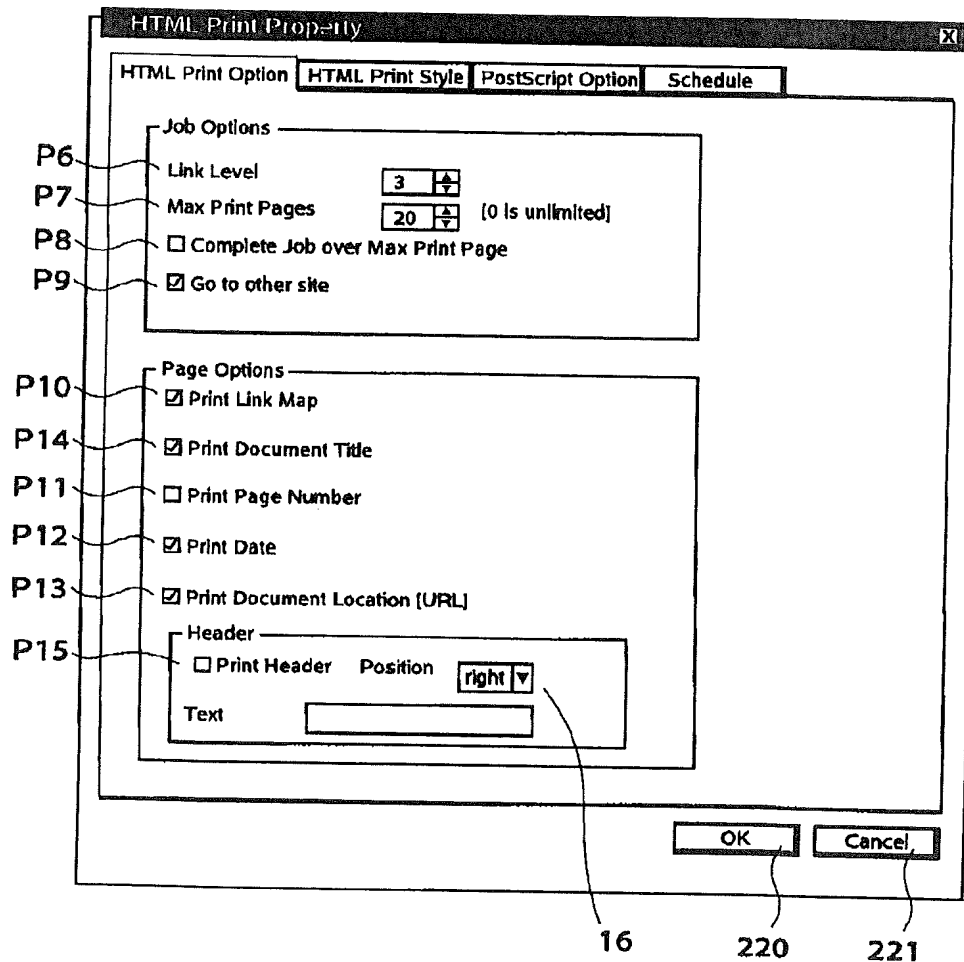 HTML Print Property
X
HTML Print Option HTML Print Style PostScript Option Schedule
Job Options
P6 Link Level 3
P7 Max Print Pages 20 [0 is unlimited]
P8 Complete Job over Max Print Page
P9 Go to other site
Page Options
P10 Print Link Map
P14 Print Document Title
P11 Print Page Number
P12 Print Date
P13 Print Document Location [URL]
Header
P15 Print Header Position right
Text
OK Cancel
16 220 221